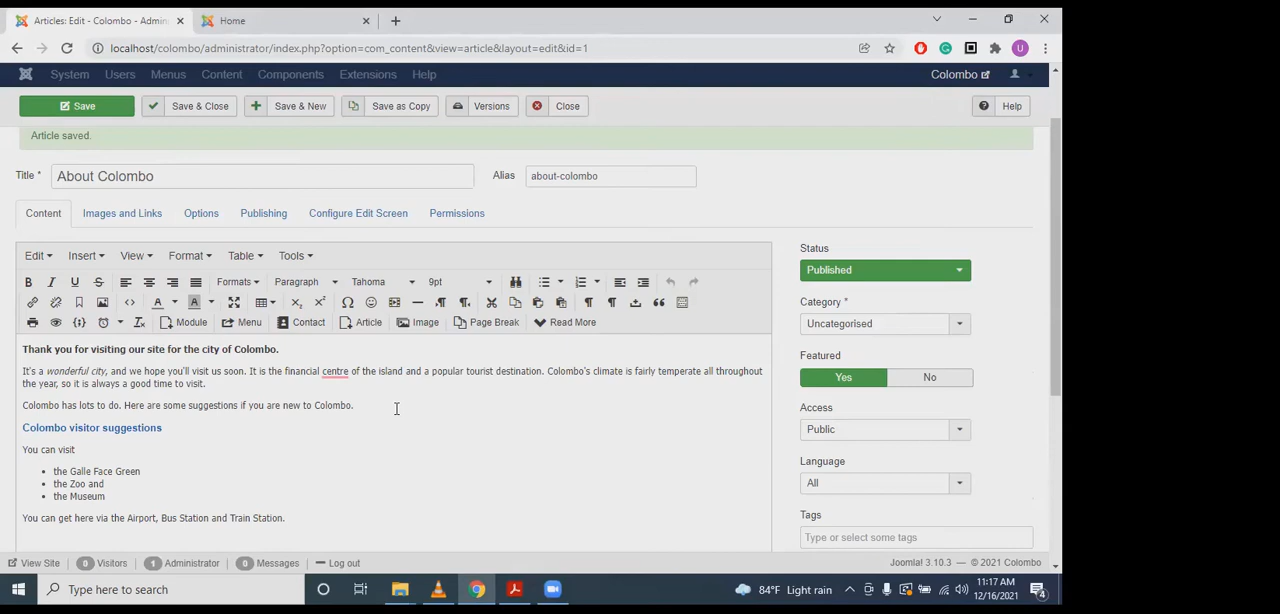 Articles: Edit - Colombo - Admin
Home
localhost/colombo/administrator/index.php?option=com_content&view=article&layout=edit&id=1
U
System Users Menus Content Components Extensions Help
Colombo
Save Save & Close Save & New Save as Copy Versions Close Help
Article saved.
Title * About Colombo Alias about-colombo
Content Images and Links Options Publishing Configure Edit Screen Permissions
Edit Insert View Format Table Tools
B I U S Formats Paragraph Tahoma 9pt
Module Menu Contact Article Image Page Break Read More
Thank you for visiting our site for the city of Colombo.
It's a wonderful city, and we hope you'll visit us soon. It is the financial centre of the island and a popular tourist destination. Colombo's climate is fairly temperate all throughout
the year, so it is always a good time to visit.
Colombo has lots to do. Here are some suggestions if you are new to Colombo.
Colombo visitor suggestions
You can visit
• the Galle Face Green
• the Zoo and
• the Museum
You can get here via the Airport, Bus Station and Train Station.
Status
Published
Category *
Uncategorised
Featured
Yes No
Access
Public
Language
All
Tags
Type or select some tags
View Site 0 Visitors 1 Administrator 0 Messages Log out
Joomla! 3.10.3 — © 2021 Colombo
Type here to search
84°F Light rain
11:17 AM
12/16/2021
4